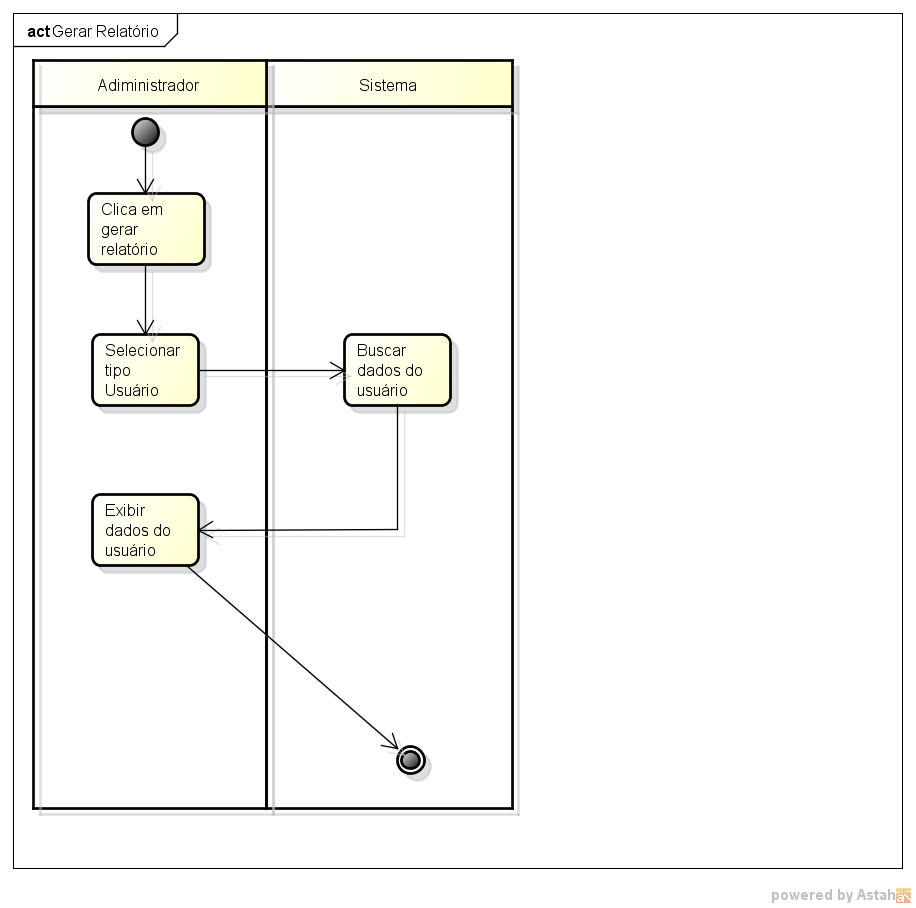 act Gerar Relatório
Adiministrador
Sistema
Clica em
gerar
relatório
Selecionar
tipo
Usuário
Buscar
dados do
usuário
Exibir
dados do
usuário
powered by Astah